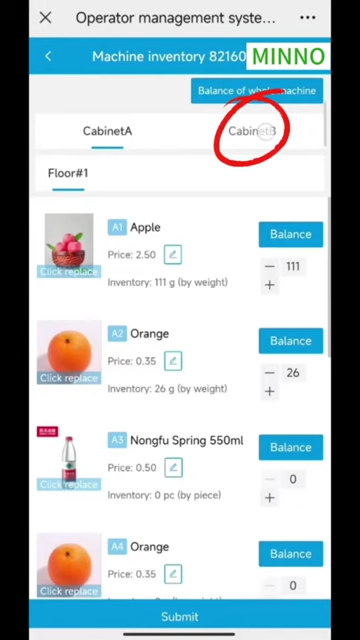 Operator management syste...
Machine inventory 82160
MINNO
Balance of whole machine
CabinetA
CabinetB
Floor#1
A1 Apple
Balance
Price: 2.50
111
Click replace
Inventory: 111 g (by weight)
A2 Orange
Balance
Price: 0.35
26
Click replace
Inventory: 26 g (by weight)
A3 Nongfu Spring 550ml
Balance
Price: 0.50
0
Click replace
Inventory: 0 pc (by piece)
A4 Orange
Balance
Price: 0.35
0
Click replace
Submit